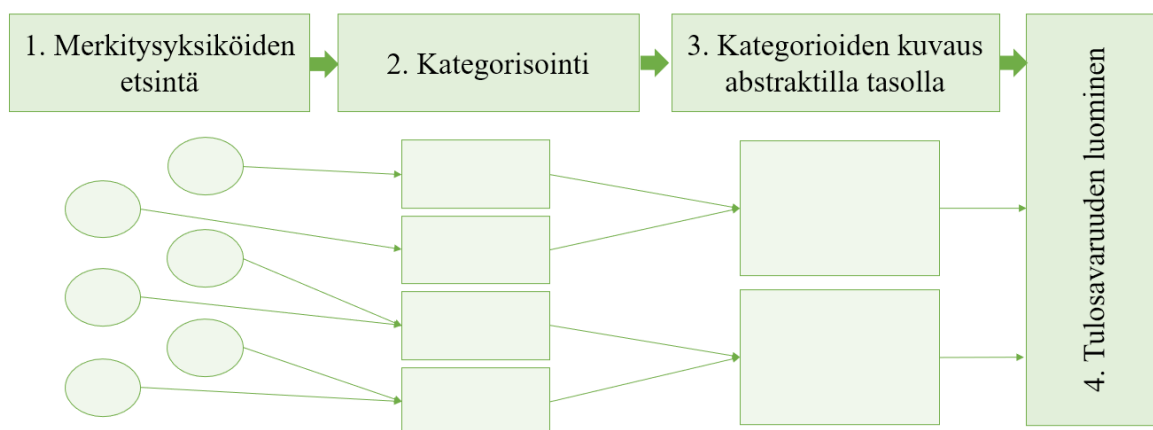 1. Merkitysyksiköiden
etsintä
2. Kategorisointi
3. Kategorioiden kuvaus
abstraktilla tasolla
4. Tulosavaruuden luominen